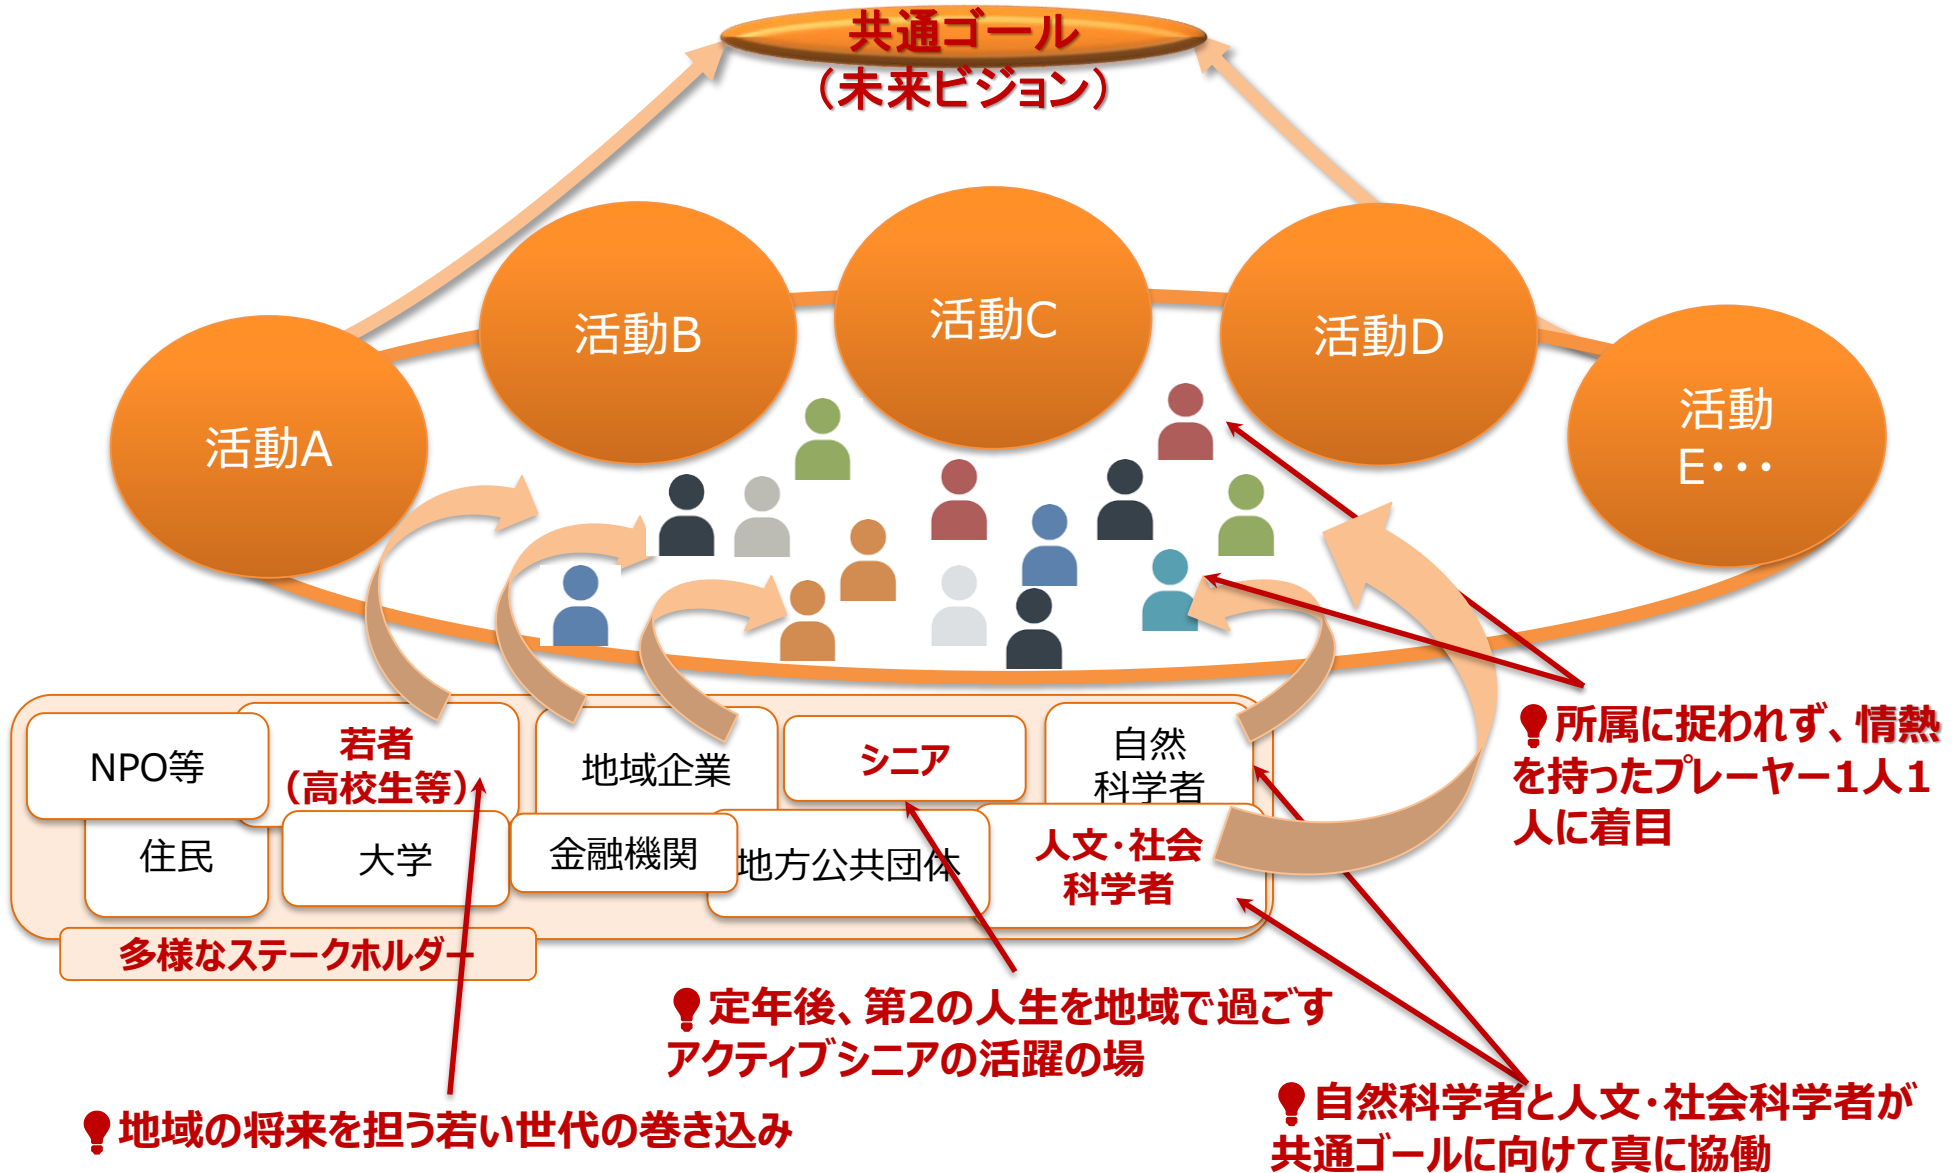 共通ゴール
（未来ビジョン）
活動A
活動B
活動C
活動D
活動
E・・・
NPO等
若者
（高校生等）
地域企業
シニア
自然
科学者
住民
大学
金融機関
地方公共団体
人文・社会
科学者
多様なステークホルダー
所属に捉われず、情熱
を持ったプレーヤー1人1
人に着目
定年後、第2の人生を地域で過ごす
アクティブシニアの活躍の場
地域の将来を担う若い世代の巻き込み
自然科学者と人文・社会科学者が
共通ゴールに向けて真に協働